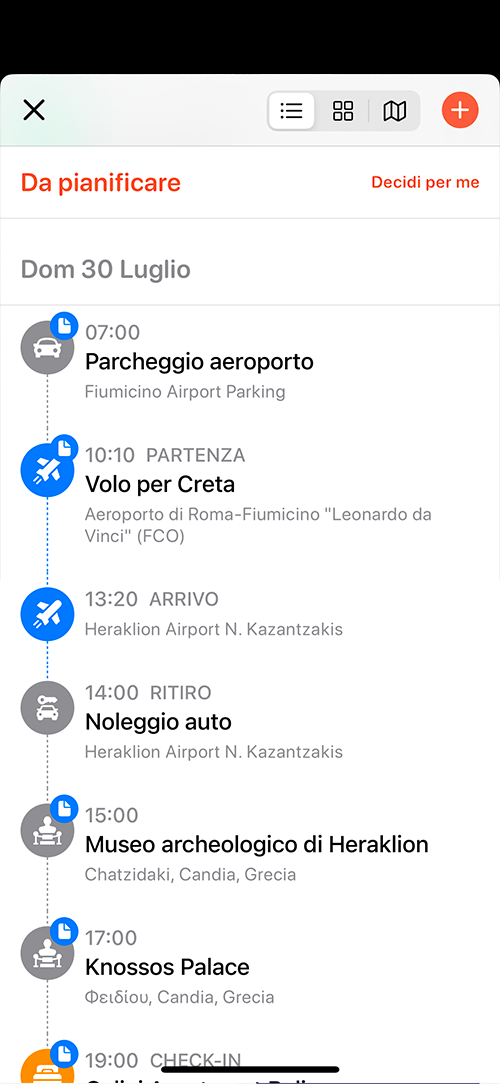 Da pianificare
Decidi per me
Dom 30 Luglio
07:00
Parcheggio aeroporto
Fiumicino Airport Parking
10:10 PARTENZA
Volo per Creta
Aeroporto di Roma-Fiumicino "Leonardo da
Vinci" (FCO)
13:20 ARRIVO
Heraklion Airport N. Kazantzakis
14:00 RITIRO
Noleggio auto
Heraklion Airport N. Kazantzakis
15:00
Museo archeologico di Heraklion
Chatzidaki, Candia, Grecia
17:00
Knossos Palace
Φειδίου, Candia, Grecia
19:00 CHECK-IN